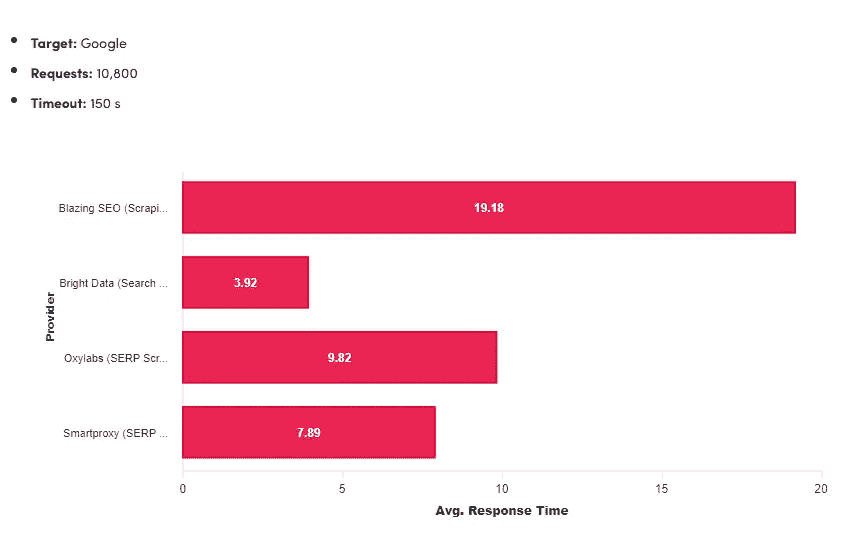 Target: Google
Requests: 10,800
Timeout: 150 s
Provider
Blazing SEO (Scrapi...
19.18
Bright Data (Search ...
3.92
Oxylabs (SERP Scr...
9.82
Smartproxy (SERP ...
7.89
0 5 10 15 20
Avg. Response Time